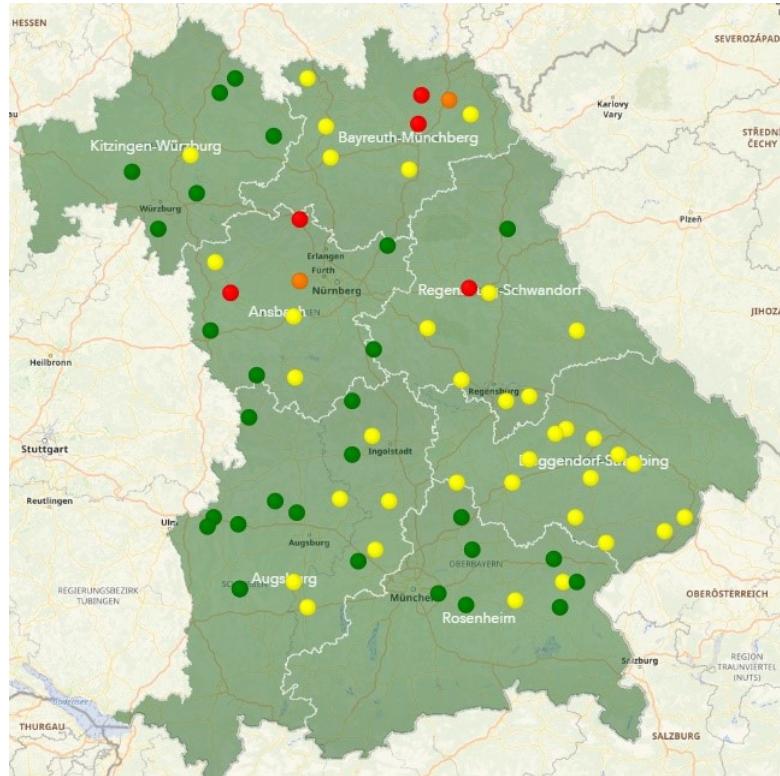 HESSEN
SEVEROZÁPAD
Karlovy
Vary
STŘEDNÍ
ČECHY
Bayreuth-Münchberg
Kitzingen-Würzburg
Würzburg
Plzeň
Erlangen
Fürth
Nürnberg
Ansbach
JIHOZÁ
Heilbronn
Regensburg
Stuttgart
Ingolstadt
Reutlingen
Ulm
Augsburg
OBERBAYERN
REGIERUNGSBEZIRK
TÜBINGEN
Augsburg
München
OBERÖSTERREICH
Rosenheim
Salzburg
REGION
TRAUNVIERTEL
(NUTS)
THURGAU
SALZBURG